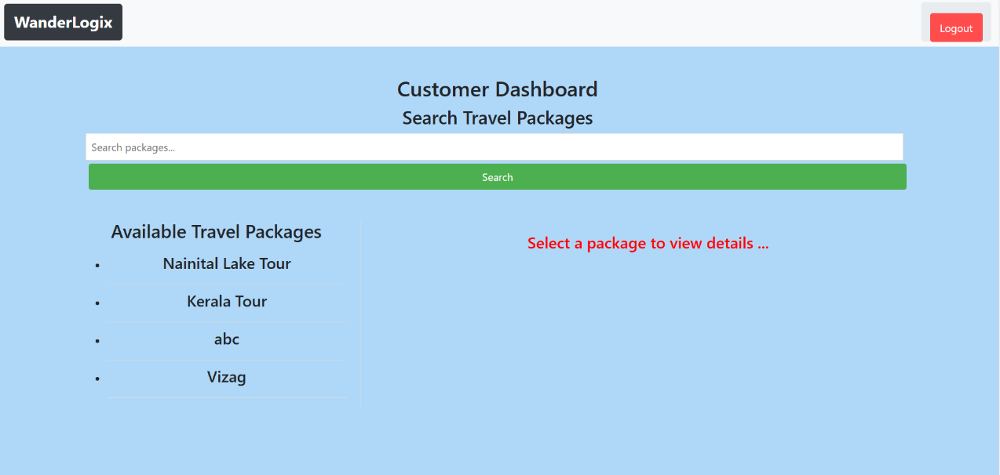 WanderLogix
Logout
Customer Dashboard
Search Travel Packages
Search packages...
Search
Available Travel Packages
Select a package to view details ...
Nainital Lake Tour
Kerala Tour
abc
Vizag